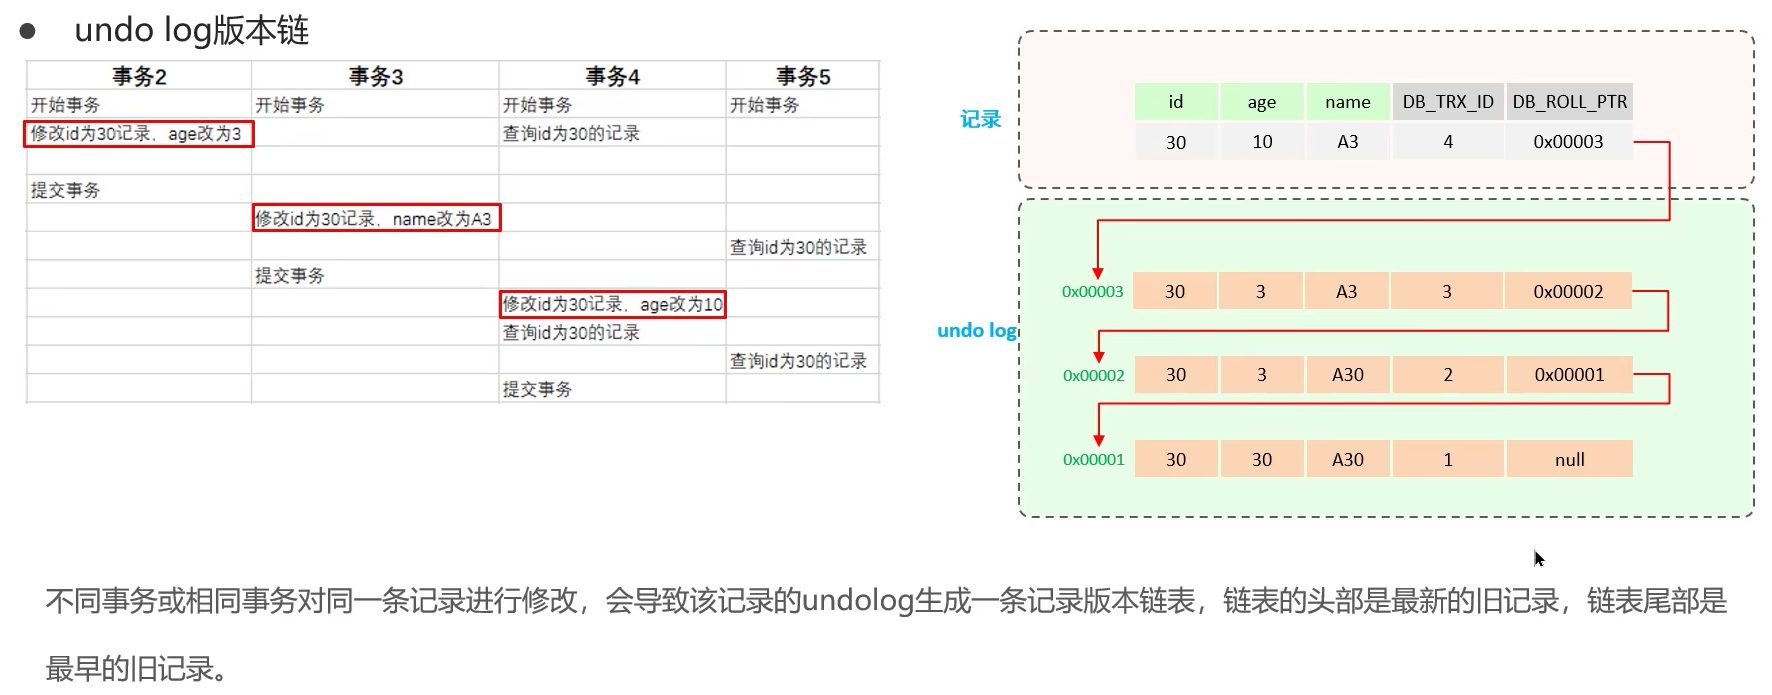 undo log版本链
事务2 事务3 事务4 事务5
开始事务 开始事务 开始事务 开始事务
修改id为30记录，age改为3 查询id为30的记录
提交事务
修改id为30记录，name改为A3
查询id为30的记录
提交事务
修改id为30记录，age改为10
查询id为30的记录
查询id为30的记录
提交事务
记录
id age name DB_TRX_ID DB_ROLL_PTR
30 10 A3 4 0x00003
undo log
0x00003 30 3 A3 3 0x00002
0x00002 30 3 A30 2 0x00001
0x00001 30 30 A30 1 null
不同事务或相同事务对同一条记录进行修改，会导致该记录的undolog生成一条记录版本链表，链表的头部是最新的旧记录，链表尾部是
最早的旧记录。